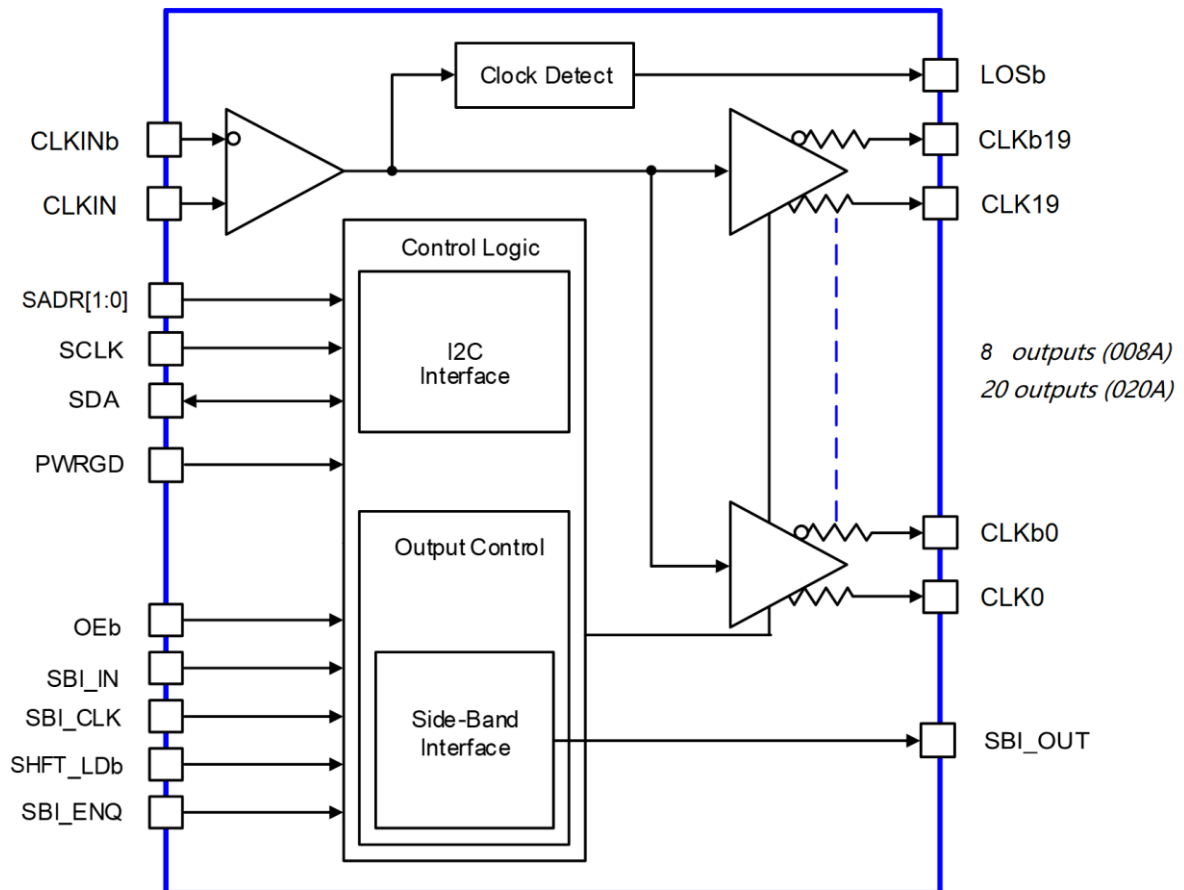 Clock Detect
LOSb
CLKINb
CLKb19
CLKIN
CLK19
Control Logic
SADR[1:0]
I2C
Interface
SCLK
8 outputs (008A)
SDA
20 outputs (020A)
PWRGD
Output Control
CLKb0
CLK0
OEb
SBI_IN
SBI_CLK
Side-Band
Interface
SBI_OUT
SHFT_LDb
SBI_ENQ